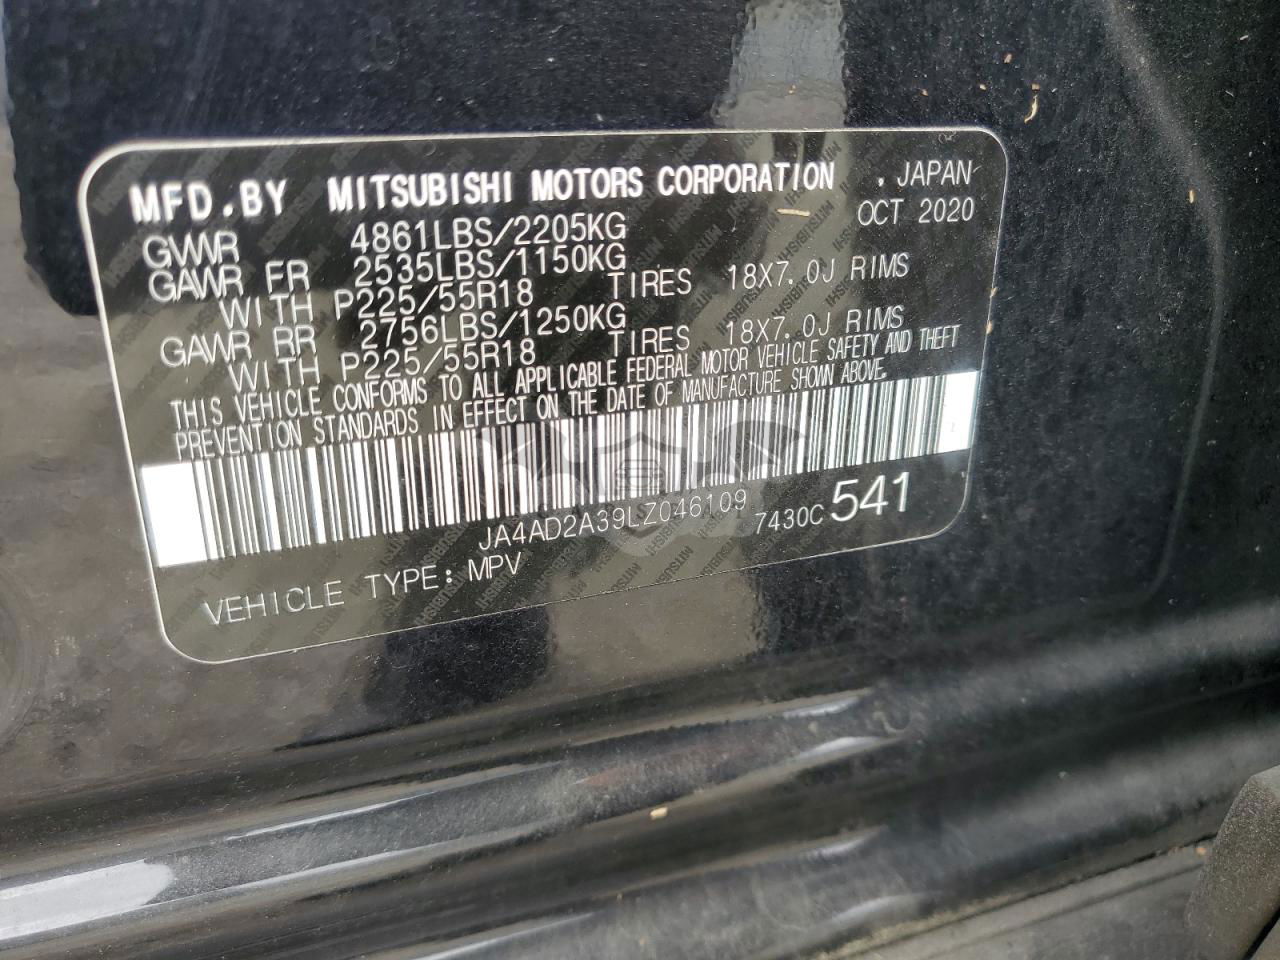 MFD.BY MITSUBISHI MOTORS CORPORATION , JAPAN
GVWR 4861LBS/2205KG OCT 2020
GAWR FR 2535LBS/1150KG
WITH P225/55R18 TIRES 18X7.0J RIMS
GAWR RR 2756LBS/1250KG
WITH P225/55R18 TIRES 18X7.0J RIMS
THIS VEHICLE CONFORMS TO ALL APPLICABLE FEDERAL MOTOR VEHICLE SAFETY AND THEFT
PREVENTION STANDARDS IN EFFECT ON THE DATE OF MANUFACTURE SHOWN ABOVE.
JA4AD2A39LZ046109 7430C 541
VEHICLE TYPE: MPV